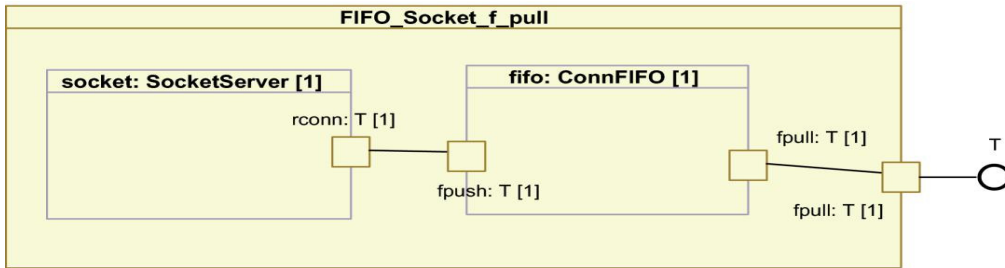 FIFO_Socket_f_pull
socket: SocketServer [1]
fifo: ConnFIFO [1]
rconn: T [1]
fpush: T [1]
fpull: T [1]
fpull: T [1]
T